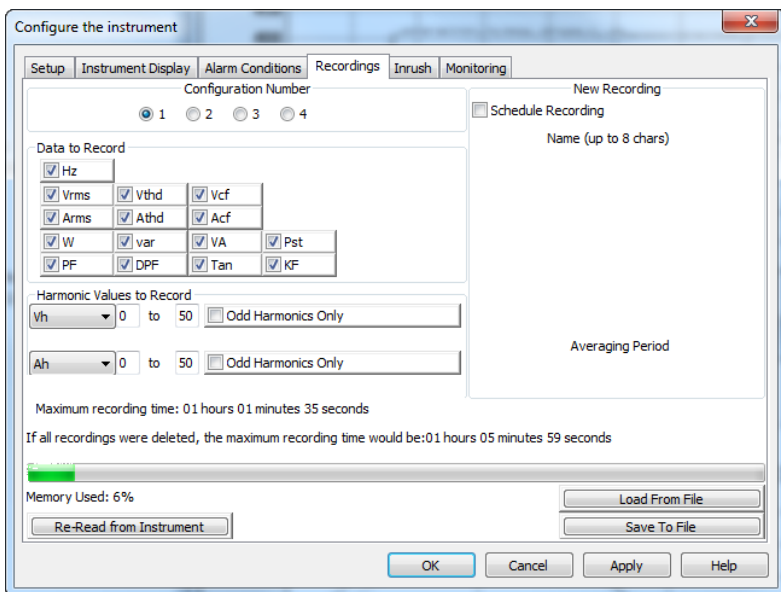 Configure the instrument
Setup Instrument Display Alarm Conditions Recordings Inrush Monitoring
Configuration Number
1 2 3 4
Data to Record
Hz
Vrms Vthd Vcf
Arms Athd Acf
W var VA Pst
PF DPF Tan KF
Harmonic Values to Record
Vh 0 to 50 Odd Harmonics Only
Ah 0 to 50 Odd Harmonics Only
New Recording
Schedule Recording
Name (up to 8 chars)
Averaging Period
Maximum recording time: 01 hours 01 minutes 35 seconds
If all recordings were deleted, the maximum recording time would be:01 hours 05 minutes 59 seconds
Memory Used: 6%
Re-Read from Instrument
Load From File
Save To File
OK Cancel Apply Help